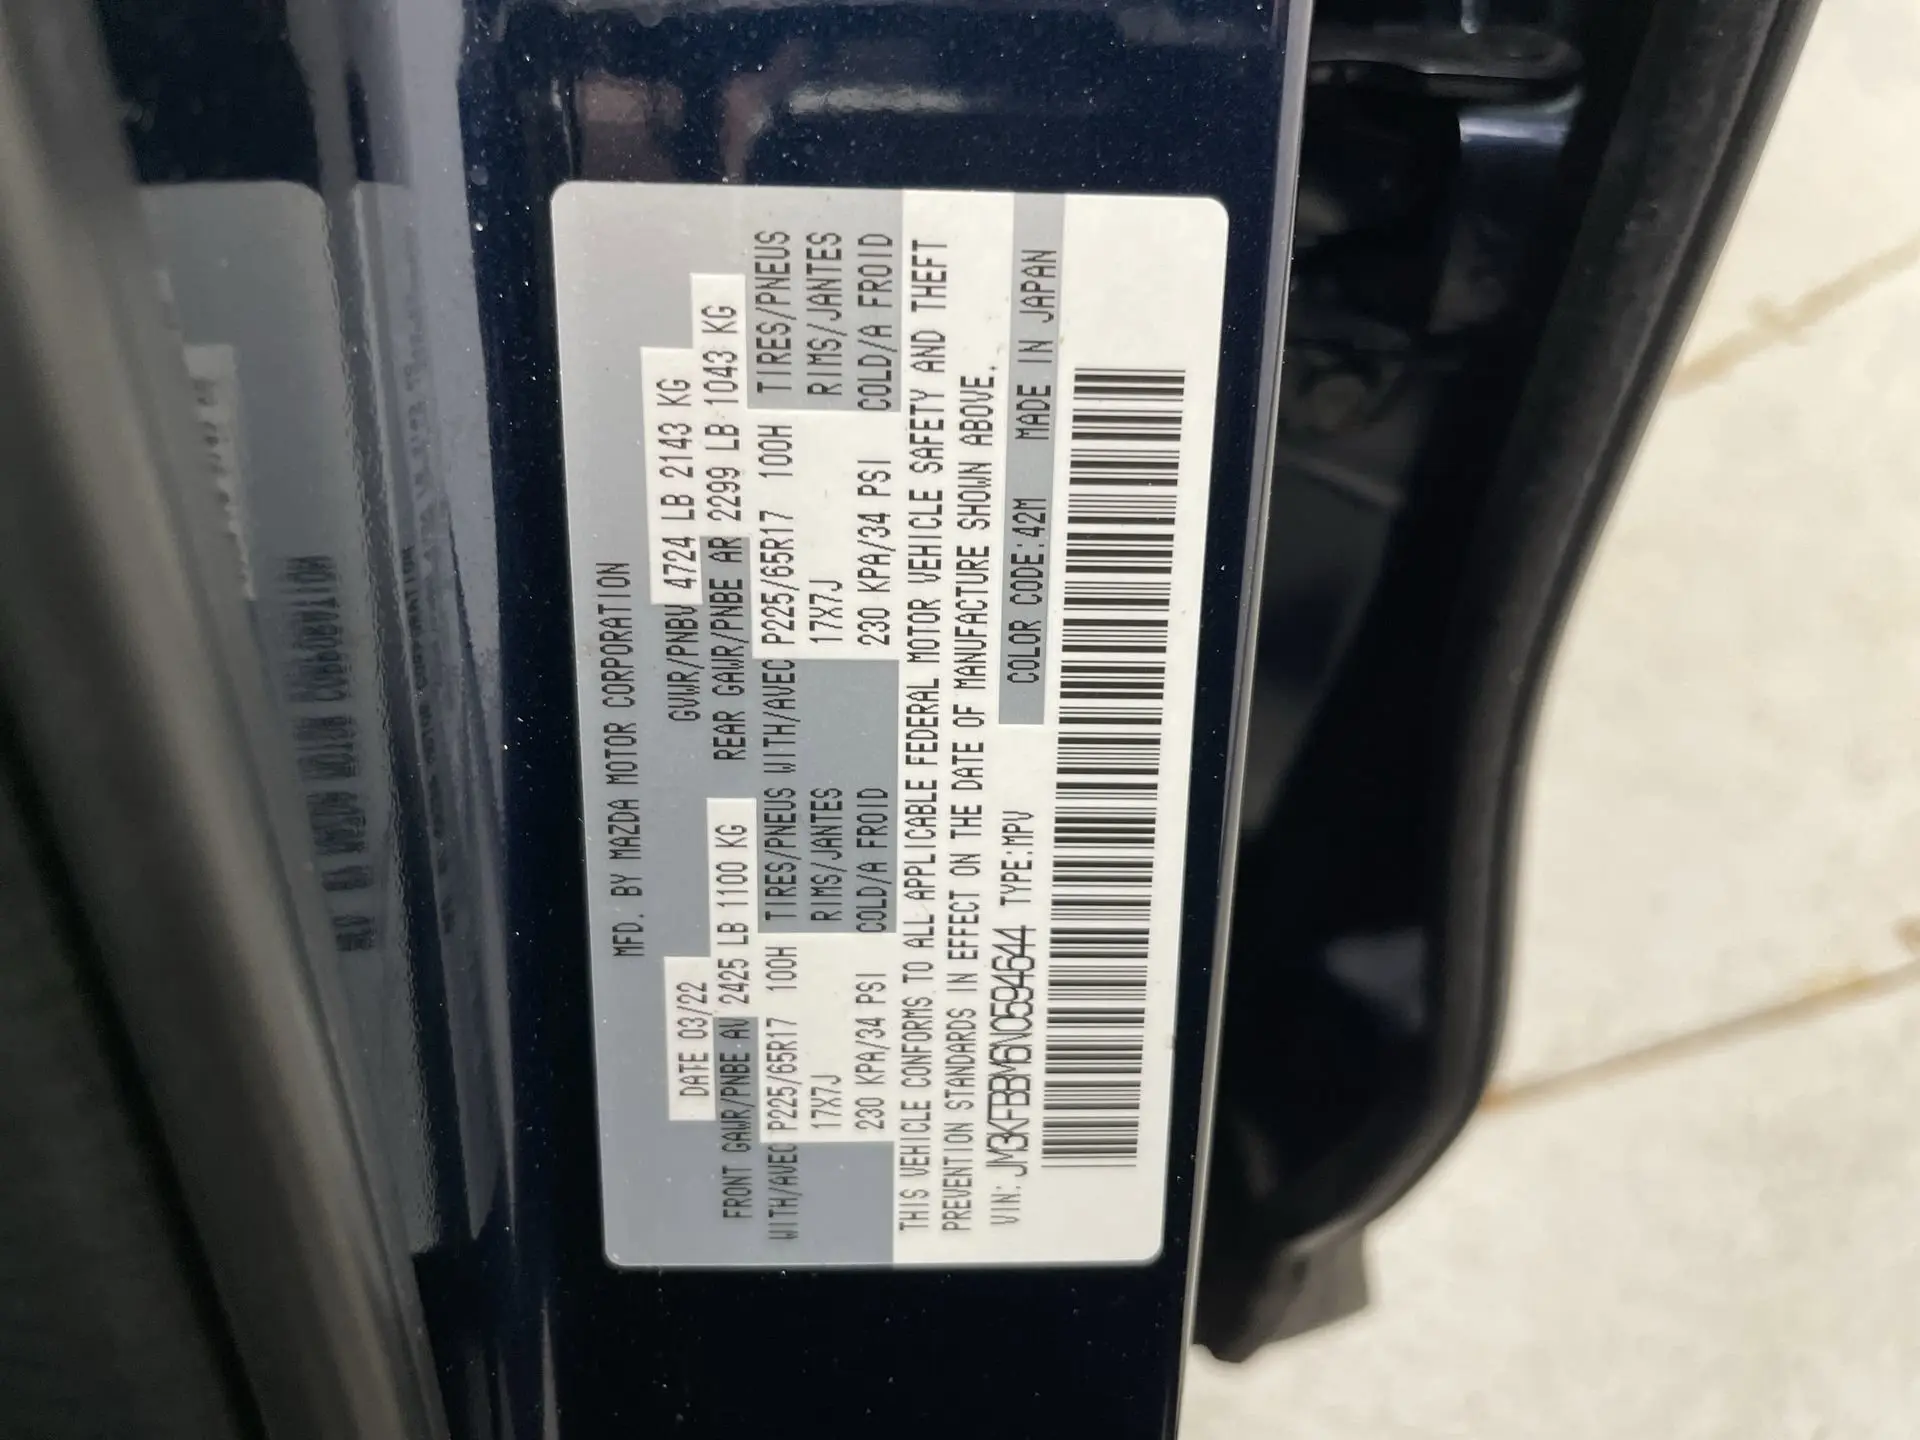 MFD. BY MAZDA MOTOR CORPORATION
DATE 03/22 GVWR/PNBV 4724 LB 2143 KG
FRONT GAWR/PNBE AV 2425 LB 1100 KG REAR GAWR/PNBE AR 2299 LB 1043 KG
WITH/AVEC P225/65R17 100H TIRES/PNEUS WITH/AVEC P225/65R17 100H TIRES/PNEUS
17X7J RIMS/JANTES 17X7J RIMS/JANTES
230 KPA/34 PSI COLD/A FROID 230 KPA/34 PSI COLD/A FROID
THIS VEHICLE CONFORMS TO ALL APPLICABLE FEDERAL MOTOR VEHICLE SAFETY AND THEFT
PREVENTION STANDARDS IN EFFECT ON THE DATE OF MANUFACTURE SHOWN ABOVE.
VIN: JM3KFBBM6N0594644 TYPE:MPV COLOR CODE:42M MADE IN JAPAN